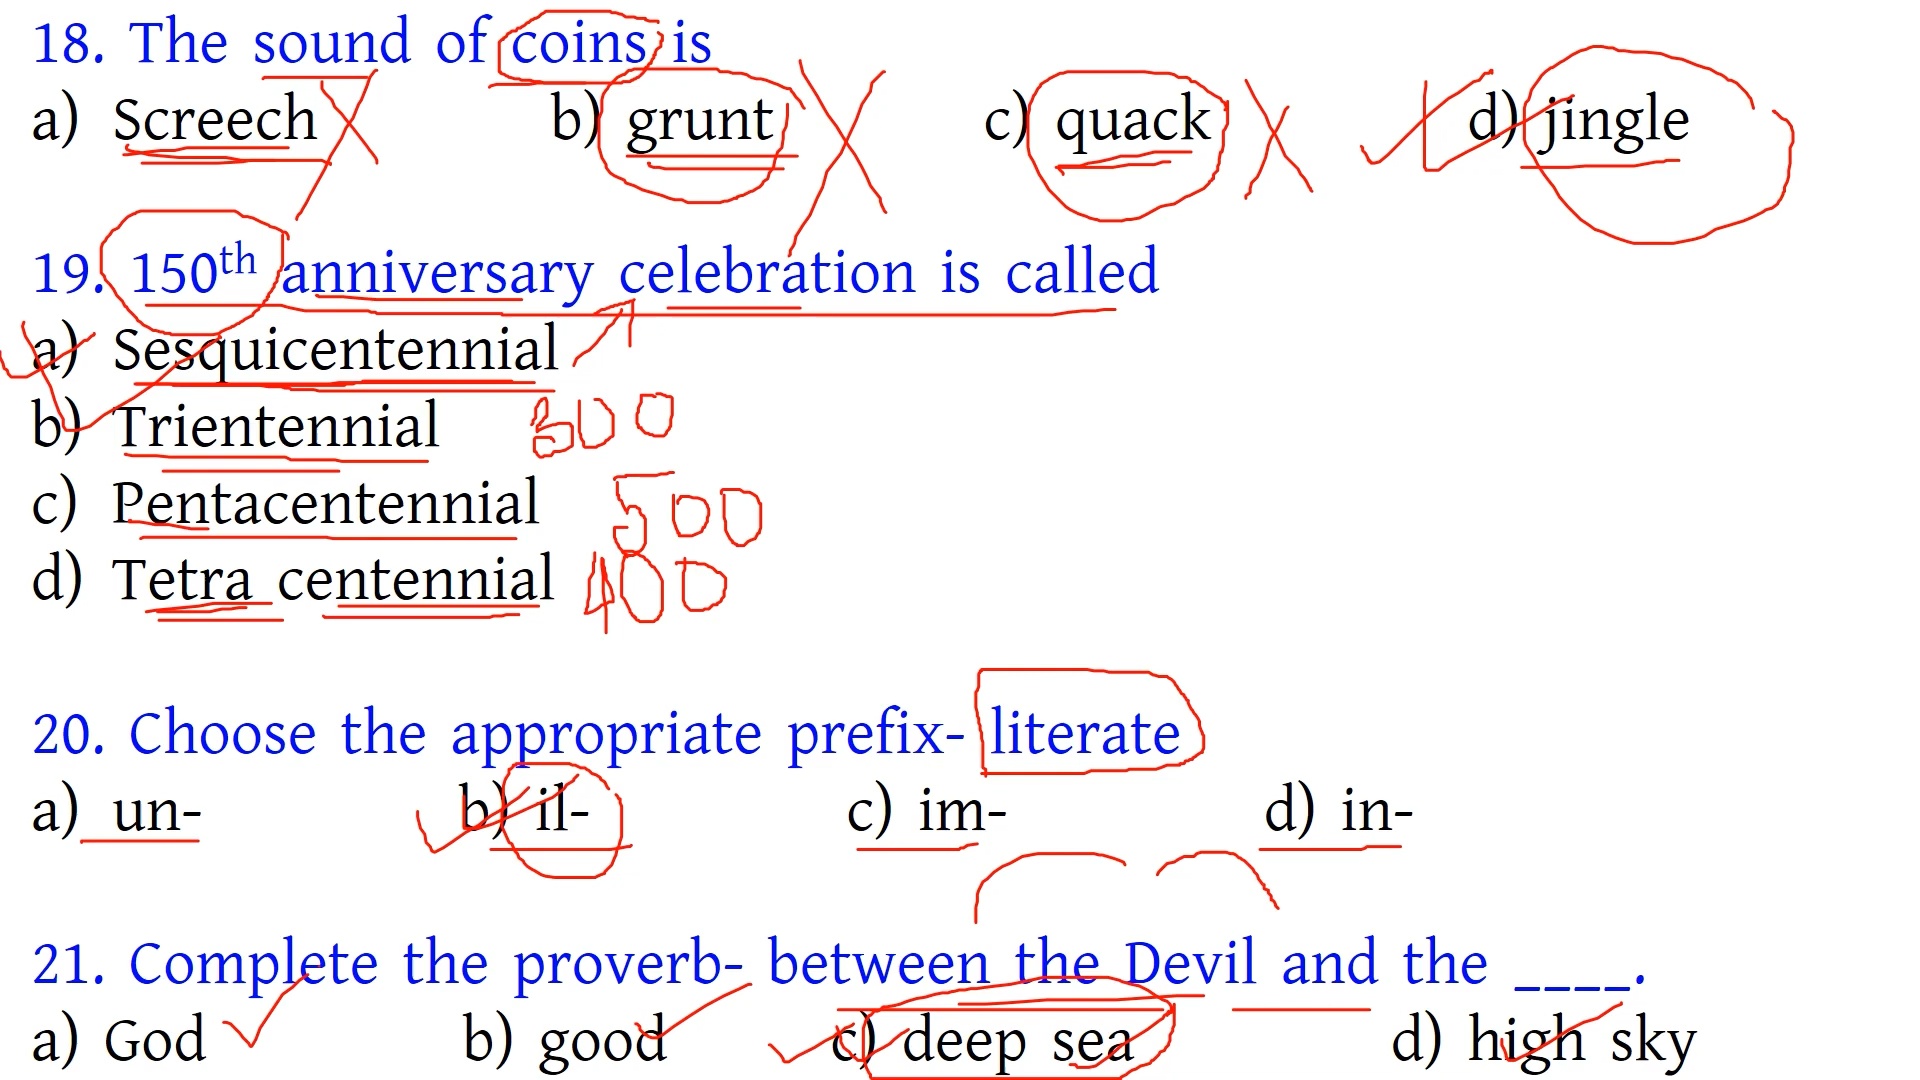 18. The sound of coins is
a) Screech b) grunt c) quack d) jingle
19. 150th anniversary celebration is called
a) Sesquicentennial
b) Trientennial 300
c) Pentacentennial 500
d) Tetra centennial 400
20. Choose the appropriate prefix- literate
a) un- b) il- c) im- d) in-
21. Complete the proverb- between the Devil and the ____.
a) God b) good c) deep sea d) high sky